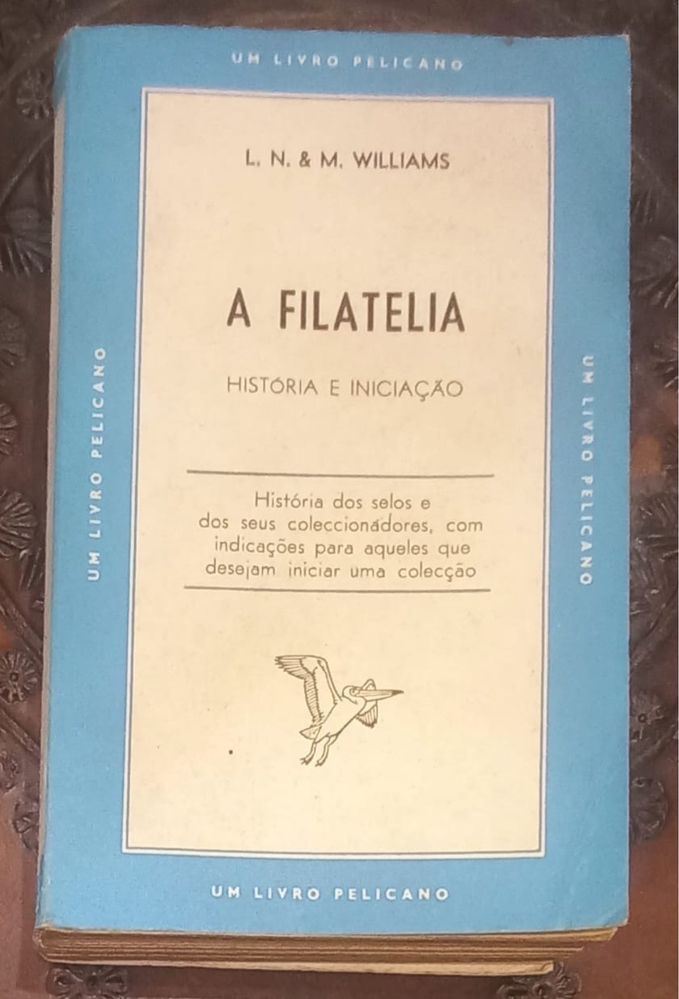 UM LIVRO PELICANO
L. N. & M. WILLIAMS
A FILATELIA
HISTÓRIA E INICIAÇÃO
UM LIVRO PELICANO
UM LIVRO PELICANO
História dos selos e
dos seus coleccionadores, com
indicações para aqueles que
desejam iniciar uma colecção
UM LIVRO PELICANO